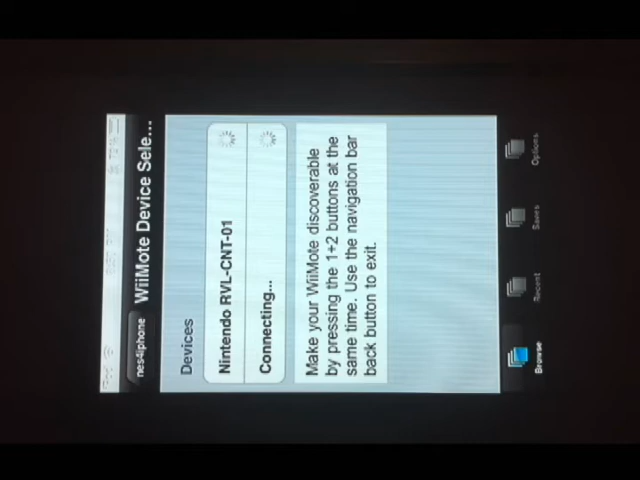 nes4iphone
WiiMote Device Sele...
Devices
Nintendo RVL-CNT-01
Connecting...
Make your WiiMote discoverable
by pressing the 1+2 buttons at the
same time. Use the navigation bar
back button to exit.
Browse
Recent
Saves
Options